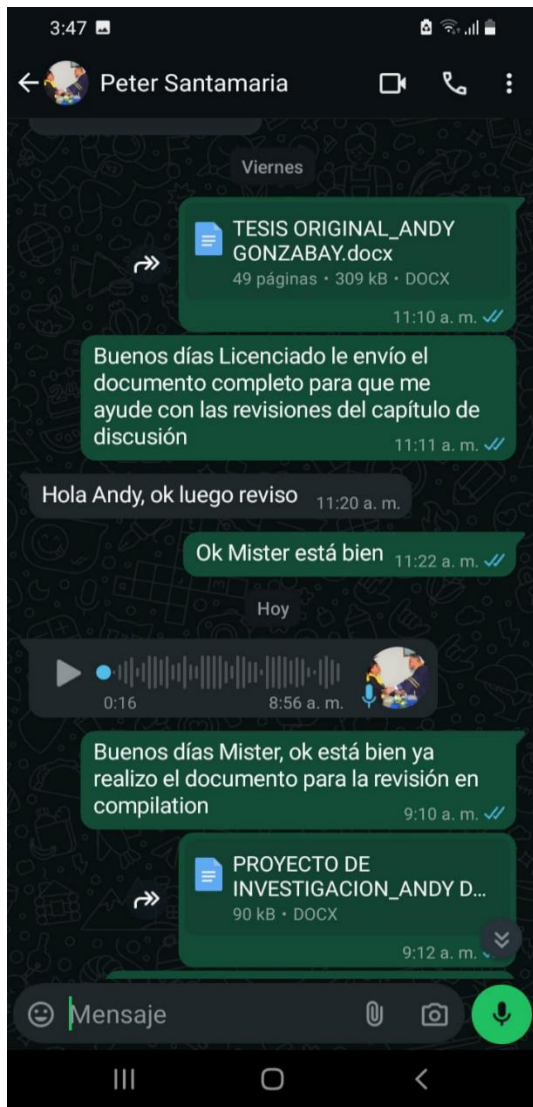 3:47
Peter Santamaria
Viernes
TESIS ORIGINAL_ANDY
GONZABAY.docx
49 páginas • 309 kB • DOCX
11:10 a. m.
Buenos días Licenciado le envío el
documento completo para que me
ayude con las revisiones del capítulo de
discusión
11:11 a. m.
Hola Andy, ok luego reviso 11:20 a. m.
Ok Mister está bien 11:22 a. m.
Hoy
0:16 8:56 a. m.
Buenos días Mister, ok está bien ya
realizo el documento para la revisión en
compilation
9:10 a. m.
PROYECTO DE
INVESTIGACION_ANDY D...
90 kB • DOCX
9:12 a. m.
Mensaje